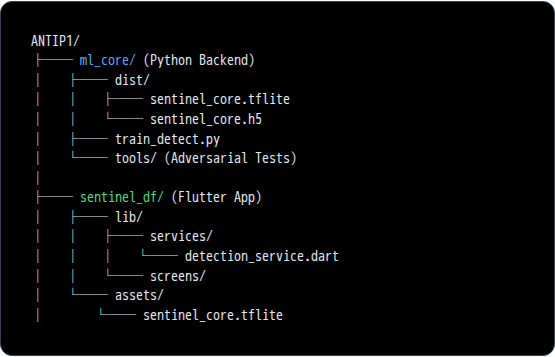 ANTIP1/
├── ml_core/ (Python Backend)
│   ├── dist/
│   │   ├── sentinel_core.tflite
│   │   └── sentinel_core.h5
│   ├── train_detect.py
│   └── tools/ (Adversarial Tests)
│
├── sentinel_df/ (Flutter App)
│   ├── lib/
│   │   ├── services/
│   │   │   └── detection_service.dart
│   │   └── screens/
│   └── assets/
│       └── sentinel_core.tflite